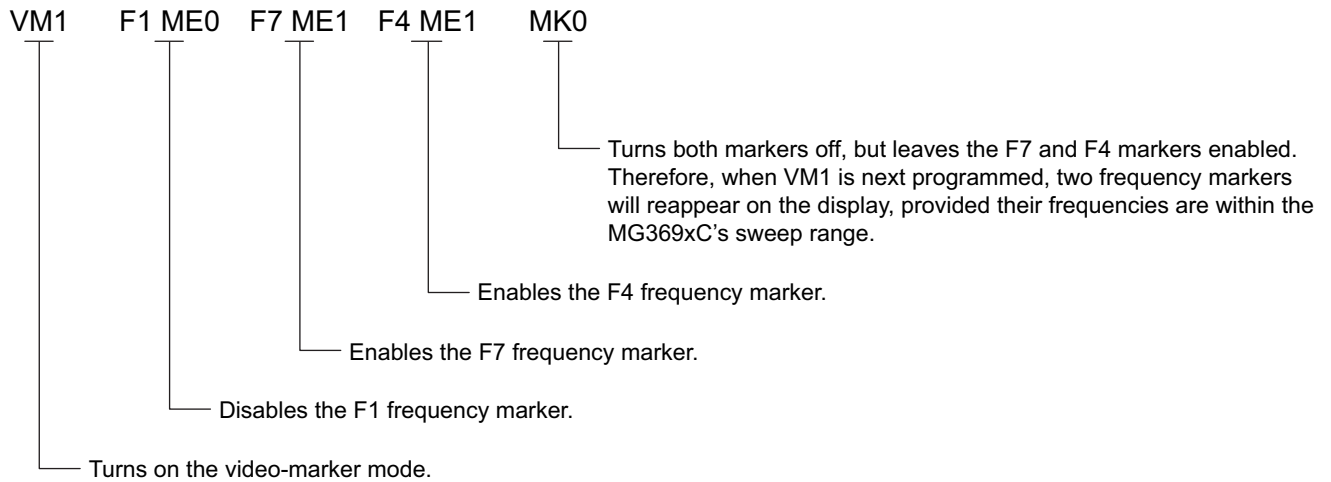 VM1 F1 ME0 F7 ME1 F4 ME1 MK0
Turns both markers off, but leaves the F7 and F4 markers enabled.
Therefore, when VM1 is next programmed, two frequency markers
will reappear on the display, provided their frequencies are within the
MG369xC’s sweep range.
Enables the F4 frequency marker.
Enables the F7 frequency marker.
Disables the F1 frequency marker.
Turns on the video-marker mode.